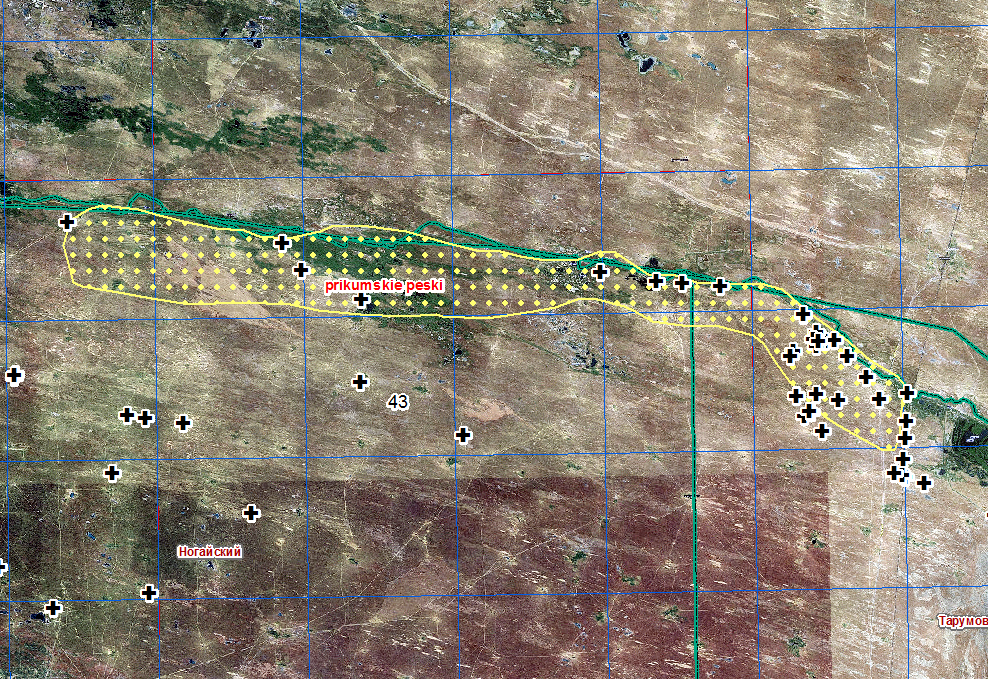 prikumskie peski
43
Ногайский
Тарумов